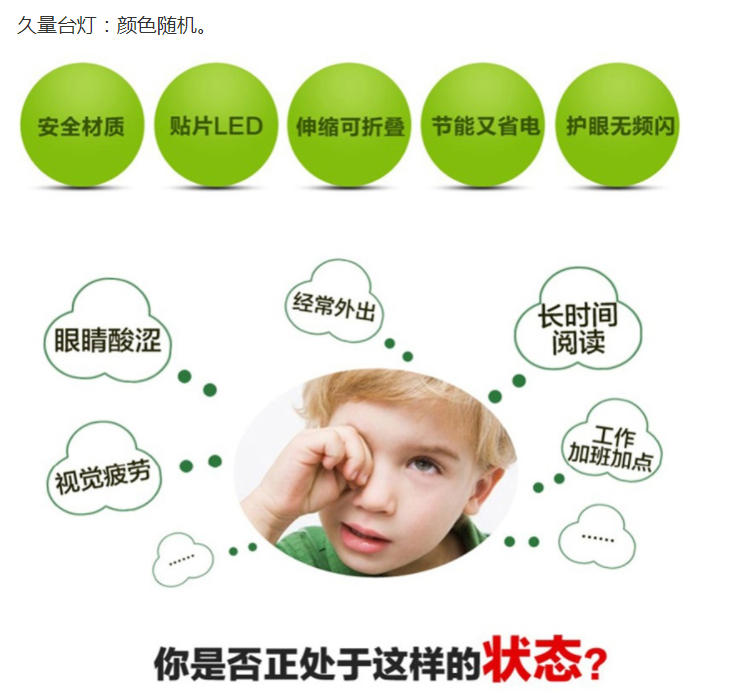 久量台灯：颜色随机。
安全材质
贴片LED
伸缩可折叠
节能又省电
护眼无频闪
经常外出
眼睛酸涩
长时间
阅读
视觉疲劳
工作
加班加点
......
......
你是否正处于这样的状态?